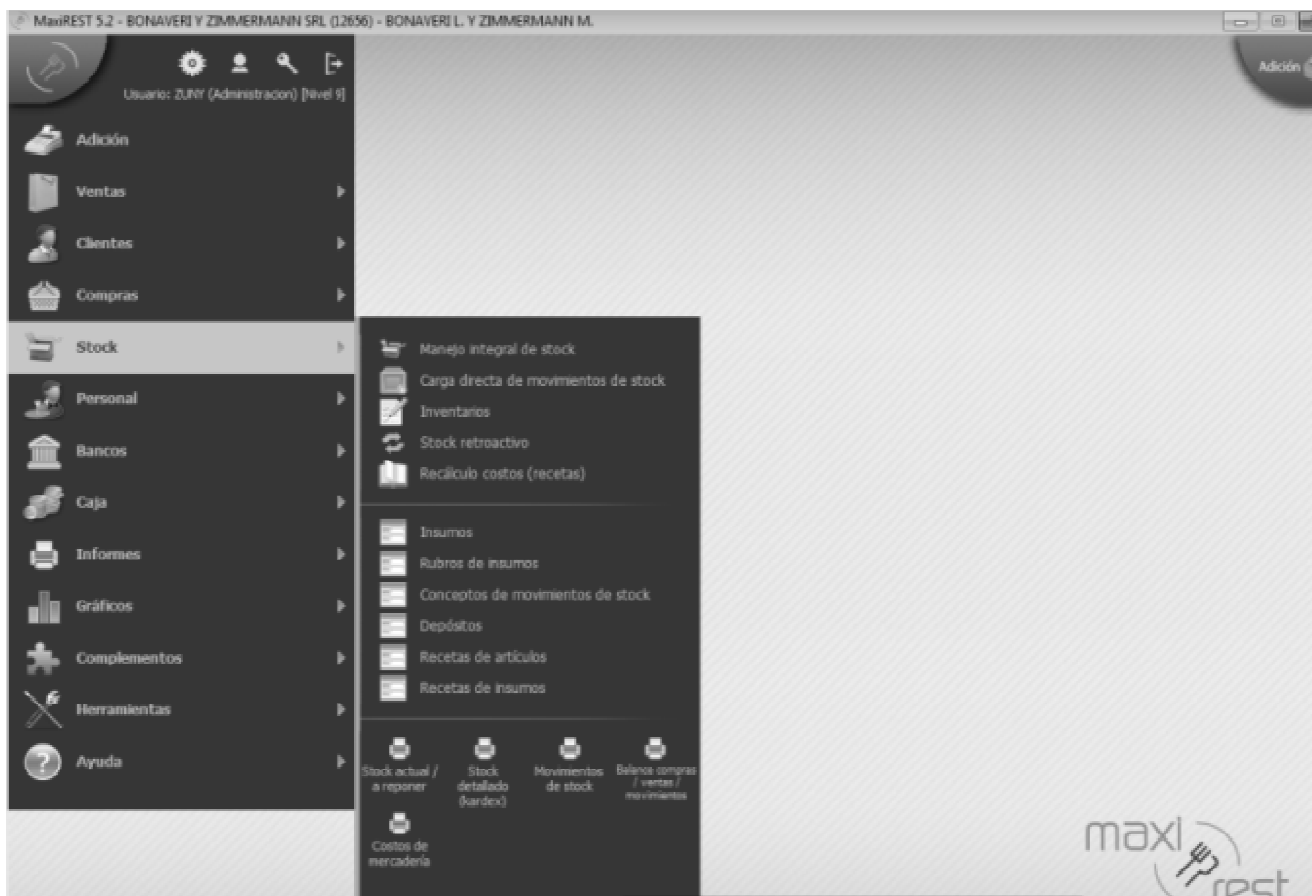 MaxiREST 5.2 - BONAVERI Y ZIMMERMANN SRL (12656) - BONAVERI L. Y ZIMMERMANN M.
Adición
Usuario: ZUNY (Administracion) [Nivel 9]
Adición
Ventas
Clientes
Compras
Stock
Personal
Bancos
Caja
Informes
Gráficos
Complementos
Herramientas
Ayuda
Manejo integral de stock
Carga directa de movimientos de stock
Inventarios
Stock retroactivo
Recálculo costos (recetas)
Insumos
Rubros de insumos
Conceptos de movimientos de stock
Depósitos
Recetas de artículos
Recetas de insumos
Stock actual /
a reponer
Stock
detallado
(kardex)
Movimientos
de stock
Balance compras
/ ventas /
movimientos
Costos de
mercadería
maxi
rest